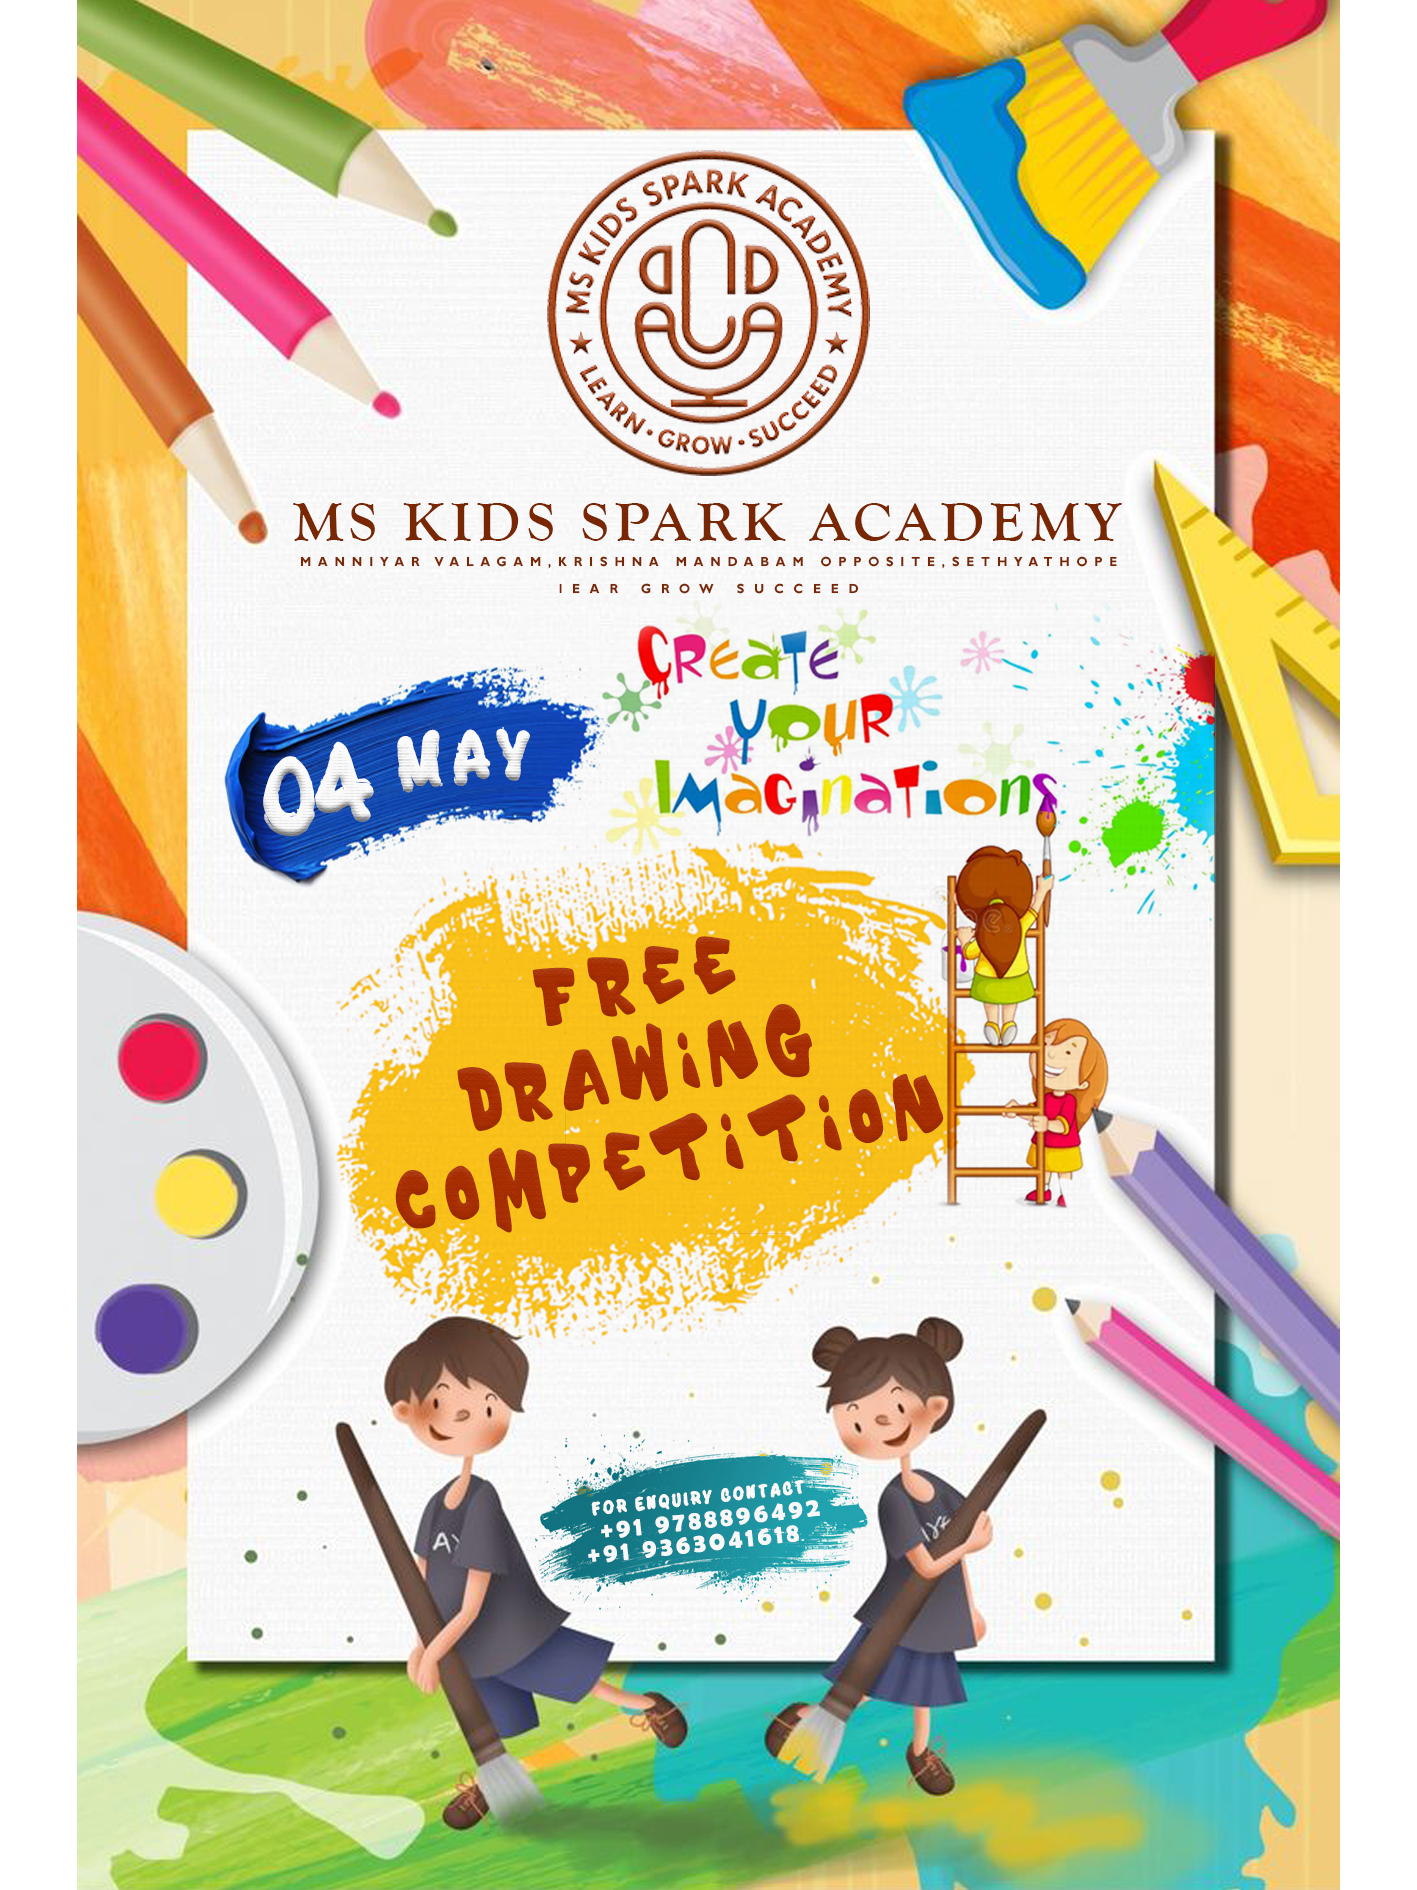 MS KIDS SPARK ACADEMY
LEARN · GROW · SUCCEED
MS KIDS SPARK ACADEMY
MANNIYAR VALAGAM,KRISHNA MANDABAM OPPOSITE,SETHYATHOPE
lEAR GROW SUCCEED
CREATE
YOUR
IMAGINATIONS
04 MAY
FREE
DRAWiNG
COMPETiTiON
FOR ENQUIRY CONTACT
+91 9788896492
+91 9363041618